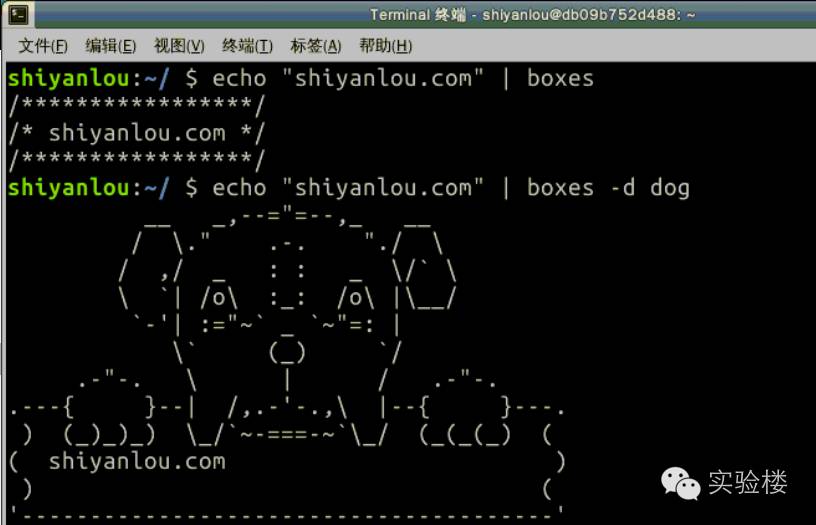 Terminal 终端 - shiyanlou@db09b752d488: ~
文件(F) 编辑(E) 视图(V) 终端(T) 标签(A) 帮助(H)
shiyanlou:~/ $ echo "shiyanlou.com" | boxes
/*****************/
/* shiyanlou.com */
/*****************/
shiyanlou:~/ $ echo "shiyanlou.com" | boxes -d dog
          __   _,--="=--,_   __
         /  \."    .-.    "./  \
        /  ,/  _   : :   _  \/` \
        \  `| /o\  :_:  /o\ |\__/
         `-'| :="~` _ `~"=: |
            \`     (_)     `/
     .-"-.   \      |      /   .-"-.
.---{     }--|  /,.-'-.,\  |--{     }---.
 )  (_)_)_)  \_/`~-===-~`\_/  (_(_(_)  (
(  shiyanlou.com                        )
 )                                      (
'---------------------------------------'
实验楼